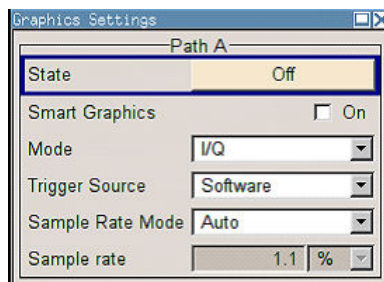 Graphics Settings
Path A
State Off
Smart Graphics On
Mode I/Q
Trigger Source Software
Sample Rate Mode Auto
Sample rate 1.1 %